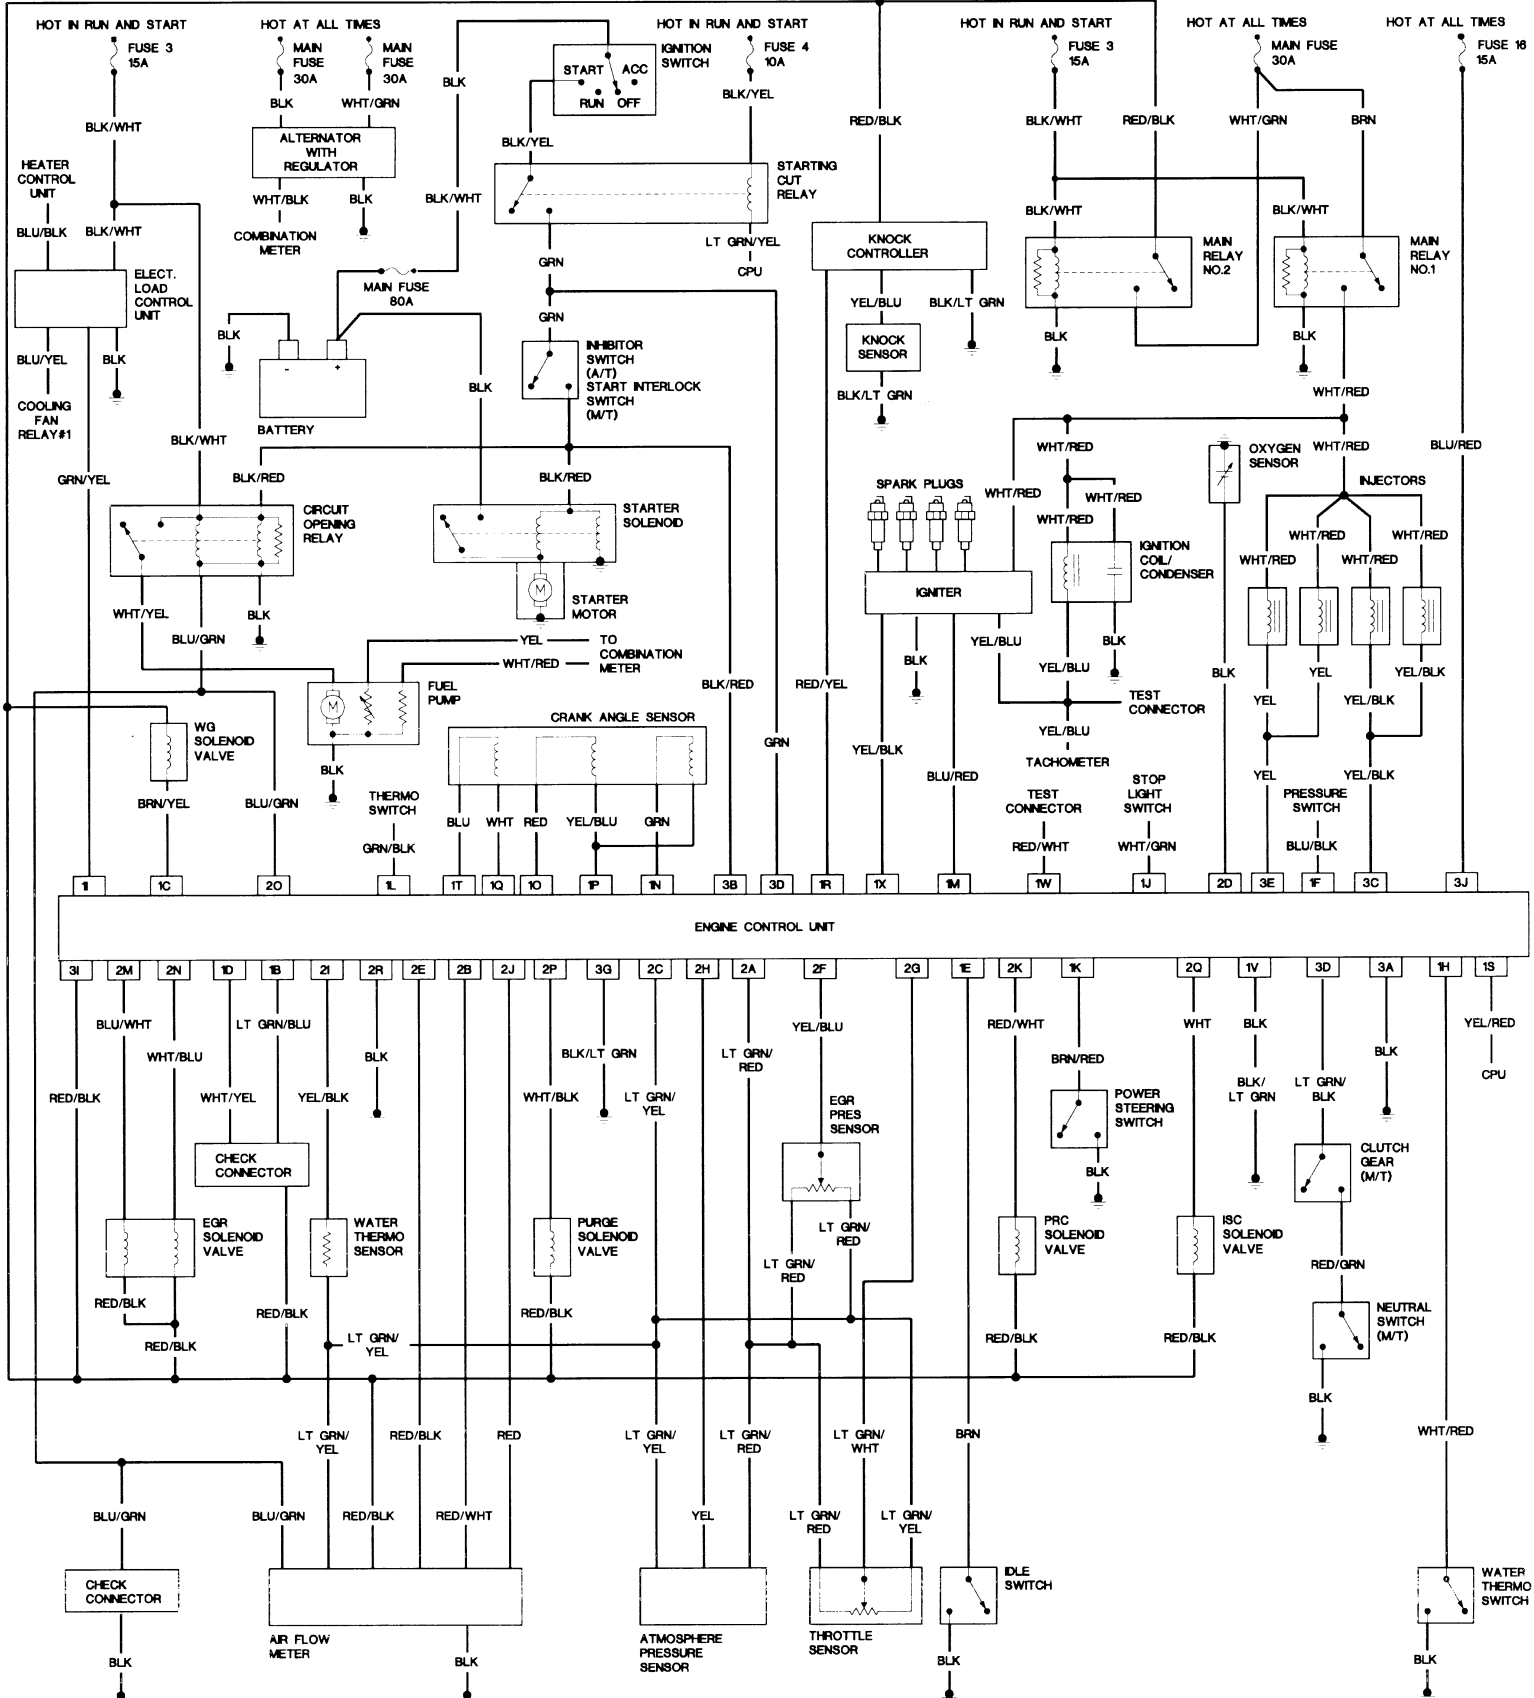 HOT IN RUN AND START
HOT AT ALL TIMES
HOT IN RUN AND START
HOT IN RUN AND START
HOT AT ALL TIMES
HOT AT ALL TIMES
FUSE 3
15A
MAIN
FUSE
30A
MAIN
FUSE
30A
IGNITION
SWITCH
START
ACC
RUN
OFF
FUSE 4
10A
FUSE 3
15A
MAIN FUSE
30A
FUSE 16
15A
BLK
BLK
WHT/GRN
BLK/YEL
BLK/WHT
ALTERNATOR
WITH
REGULATOR
BLK/YEL
RED/BLK
BLK/WHT
RED/BLK
WHT/GRN
BRN
HEATER
CONTROL
UNIT
STARTING
CUT
RELAY
WHT/BLK
BLK
BLK/WHT
BLK/WHT
BLK/WHT
BLU/BLK
BLK/WHT
COMBINATION
METER
LT GRN/YEL
CPU
KNOCK
CONTROLLER
MAIN
RELAY
NO.2
MAIN
RELAY
NO.1
GRN
ELECT.
LOAD
CONTROL
UNIT
MAIN FUSE
80A
YEL/BLU
BLK/LT GRN
GRN
BLK
KNOCK
SENSOR
BLK
BLK
BLU/YEL
BLK
INHIBITOR
SWITCH
(A/T)
START INTERLOCK
SWITCH
(M/T)
-
+
BLK
BLK/LT GRN
WHT/RED
COOLING
FAN
RELAY#1
BATTERY
BLK/WHT
WHT/RED
OXYGEN
SENSOR
WHT/RED
BLU/RED
GRN/YEL
BLK/RED
BLK/RED
SPARK PLUGS
WHT/RED
WHT/RED
WHT/RED
INJECTORS
CIRCUIT
OPENING
RELAY
STARTER
SOLENOID
WHT/RED
WHT/RED
WHT/RED
WHT/RED
IGNITION
COIL/
CONDENSER
IGNITER
M
STARTER
MOTOR
WHT/YEL
BLK
BLU/GRN
YEL
WHT/RED
TO
COMBINATION
METER
YEL/BLU
BLK
BLK
YEL/BLU
BLK
YEL
YEL/BLK
FUEL
PUMP
M
BLK/RED
RED/YEL
TEST
CONNECTOR
YEL
YEL/BLK
WG
SOLENOID
VALVE
CRANK ANGLE SENSOR
GRN
YEL/BLK
YEL/BLU
TACHOMETER
BLK
BLU/RED
YEL
YEL/BLK
BRN/YEL
BLU/GRN
THERMO
SWITCH
TEST
CONNECTOR
STOP
LIGHT
SWITCH
PRESSURE
SWITCH
BLU
WHT
RED
YEL/BLU
GRN
GRN/BLK
RED/WHT
WHT/GRN
BLU/BLK
1I
1C
2O
1L
1T
1Q
1O
1P
1N
3B
3D
1R
1X
1M
1W
1J
2D
3E
1F
3C
3J
ENGINE CONTROL UNIT
3I
2M
2N
1D
1B
2I
2R
2E
2B
2J
2P
3G
2C
2H
2A
2F
2G
1E
2K
1K
2Q
1V
3D
3A
1H
1S
BLU/WHT
LT GRN/BLU
YEL/BLU
RED/WHT
WHT
BLK
YEL/RED
WHT/BLU
BLK
BLK/LT GRN
LT GRN/
RED
BRN/RED
BLK
CPU
RED/BLK
WHT/YEL
YEL/BLK
WHT/BLK
LT GRN/
YEL
EGR
PRES
SENSOR
POWER
STEERING
SWITCH
BLK/
LT GRN
LT GRN/
BLK
CHECK
CONNECTOR
BLK
CLUTCH
GEAR
(M/T)
EGR
SOLENOID
VALVE
WATER
THERMO
SENSOR
PURGE
SOLENOID
VALVE
LT GRN/
RED
LT GRN/
RED
PRC
SOLENOID
VALVE
ISC
SOLENOID
VALVE
RED/GRN
RED/BLK
RED/BLK
RED/BLK
RED/BLK
LT GRN/
YEL
RED/BLK
RED/BLK
NEUTRAL
SWITCH
(M/T)
BLK
LT GRN/
YEL
RED/BLK
RED
LT GRN/
YEL
LT GRN/
RED
LT GRN/
WHT
BRN
WHT/RED
BLU/GRN
BLU/GRN
RED/BLK
RED/WHT
YEL
LT GRN/
RED
LT GRN/
YEL
CHECK
CONNECTOR
IDLE
SWITCH
WATER
THERMO
SWITCH
AIR FLOW
METER
ATMOSPHERE
PRESSURE
SENSOR
THROTTLE
SENSOR
BLK
BLK
BLK
BLK